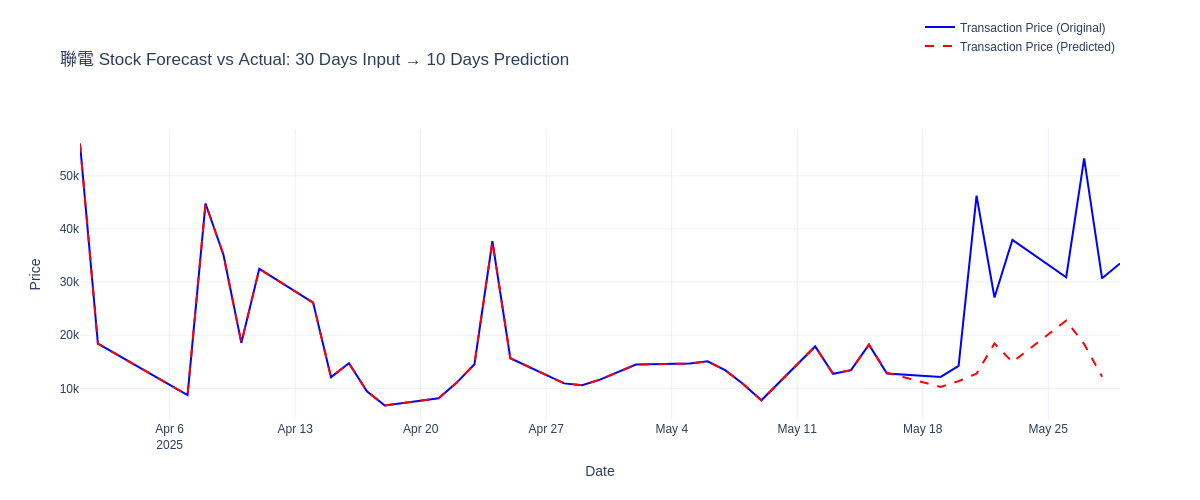 Transaction Price (Original)
Transaction Price (Predicted)
聯電 Stock Forecast vs Actual: 30 Days Input → 10 Days Prediction
50k
40k
30k
20k
10k
Price
Apr 6
2025
Apr 13
Apr 20
Apr 27
May 4
May 11
May 18
May 25
Date